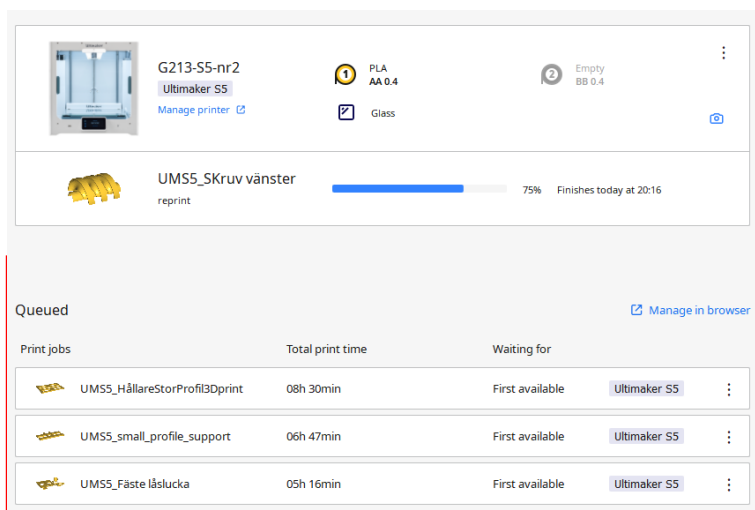 G213-S5-nr2
Ultimaker S5
Manage printer
1
PLA
AA 0.4
Glass
2
Empty
BB 0.4
UMS5_SKruv vänster
reprint
75%
Finishes today at 20:16
Queued
Manage in browser
Print jobs
Total print time
Waiting for
UMS5_HållareStorProfil3Dprint
08h 30min
First available
Ultimaker S5
UMS5_small_profile_support
06h 47min
First available
Ultimaker S5
UMS5_Fäste låslucka
05h 16min
First available
Ultimaker S5